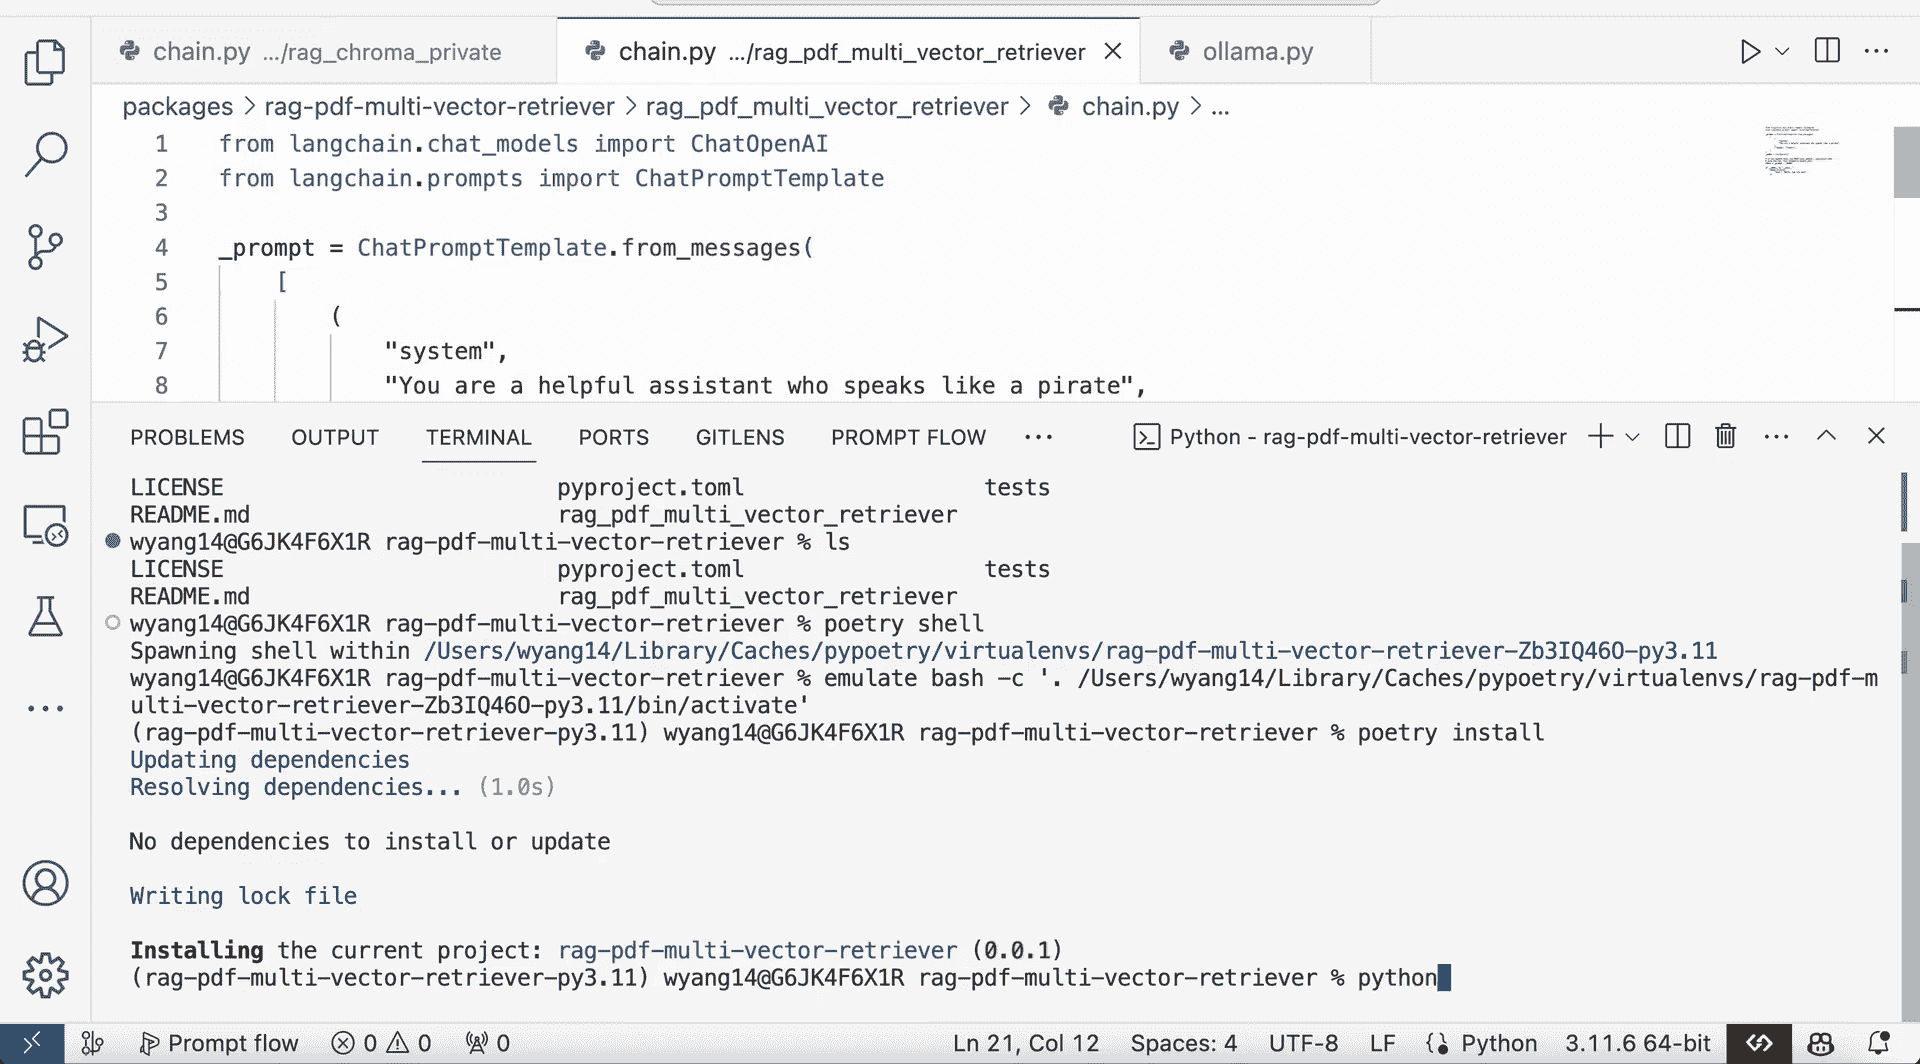 chain.py .../rag_chroma_private
chain.py .../rag_pdf_multi_vector_retriever
ollama.py
packages > rag-pdf-multi-vector-retriever > rag_pdf_multi_vector_retriever > chain.py > ...
1 from langchain.chat_models import ChatOpenAI
2 from langchain.prompts import ChatPromptTemplate
3
4 _prompt = ChatPromptTemplate.from_messages(
5 [
6 (
7 "system",
8 "You are a helpful assistant who speaks like a pirate",
PROBLEMS OUTPUT TERMINAL PORTS GITLENS PROMPT FLOW ... Python - rag-pdf-multi-vector-retriever
LICENSE pyproject.toml tests
README.md rag_pdf_multi_vector_retriever
wyang14@G6JK4F6X1R rag-pdf-multi-vector-retriever % ls
LICENSE pyproject.toml tests
README.md rag_pdf_multi_vector_retriever
wyang14@G6JK4F6X1R rag-pdf-multi-vector-retriever % poetry shell
Spawning shell within /Users/wyang14/Library/Caches/pypoetry/virtualenvs/rag-pdf-multi-vector-retriever-Zb3IQ46O-py3.11
wyang14@G6JK4F6X1R rag-pdf-multi-vector-retriever % emulate bash -c '. /Users/wyang14/Library/Caches/pypoetry/virtualenvs/rag-pdf-m
ulti-vector-retriever-Zb3IQ46O-py3.11/bin/activate'
(rag-pdf-multi-vector-retriever-py3.11) wyang14@G6JK4F6X1R rag-pdf-multi-vector-retriever % poetry install
Updating dependencies
Resolving dependencies... (1.0s)
No dependencies to install or update
Writing lock file
Installing the current project: rag-pdf-multi-vector-retriever (0.0.1)
(rag-pdf-multi-vector-retriever-py3.11) wyang14@G6JK4F6X1R rag-pdf-multi-vector-retriever % python
Prompt flow 0 0 0 Ln 21, Col 12 Spaces: 4 UTF-8 LF Python 3.11.6 64-bit